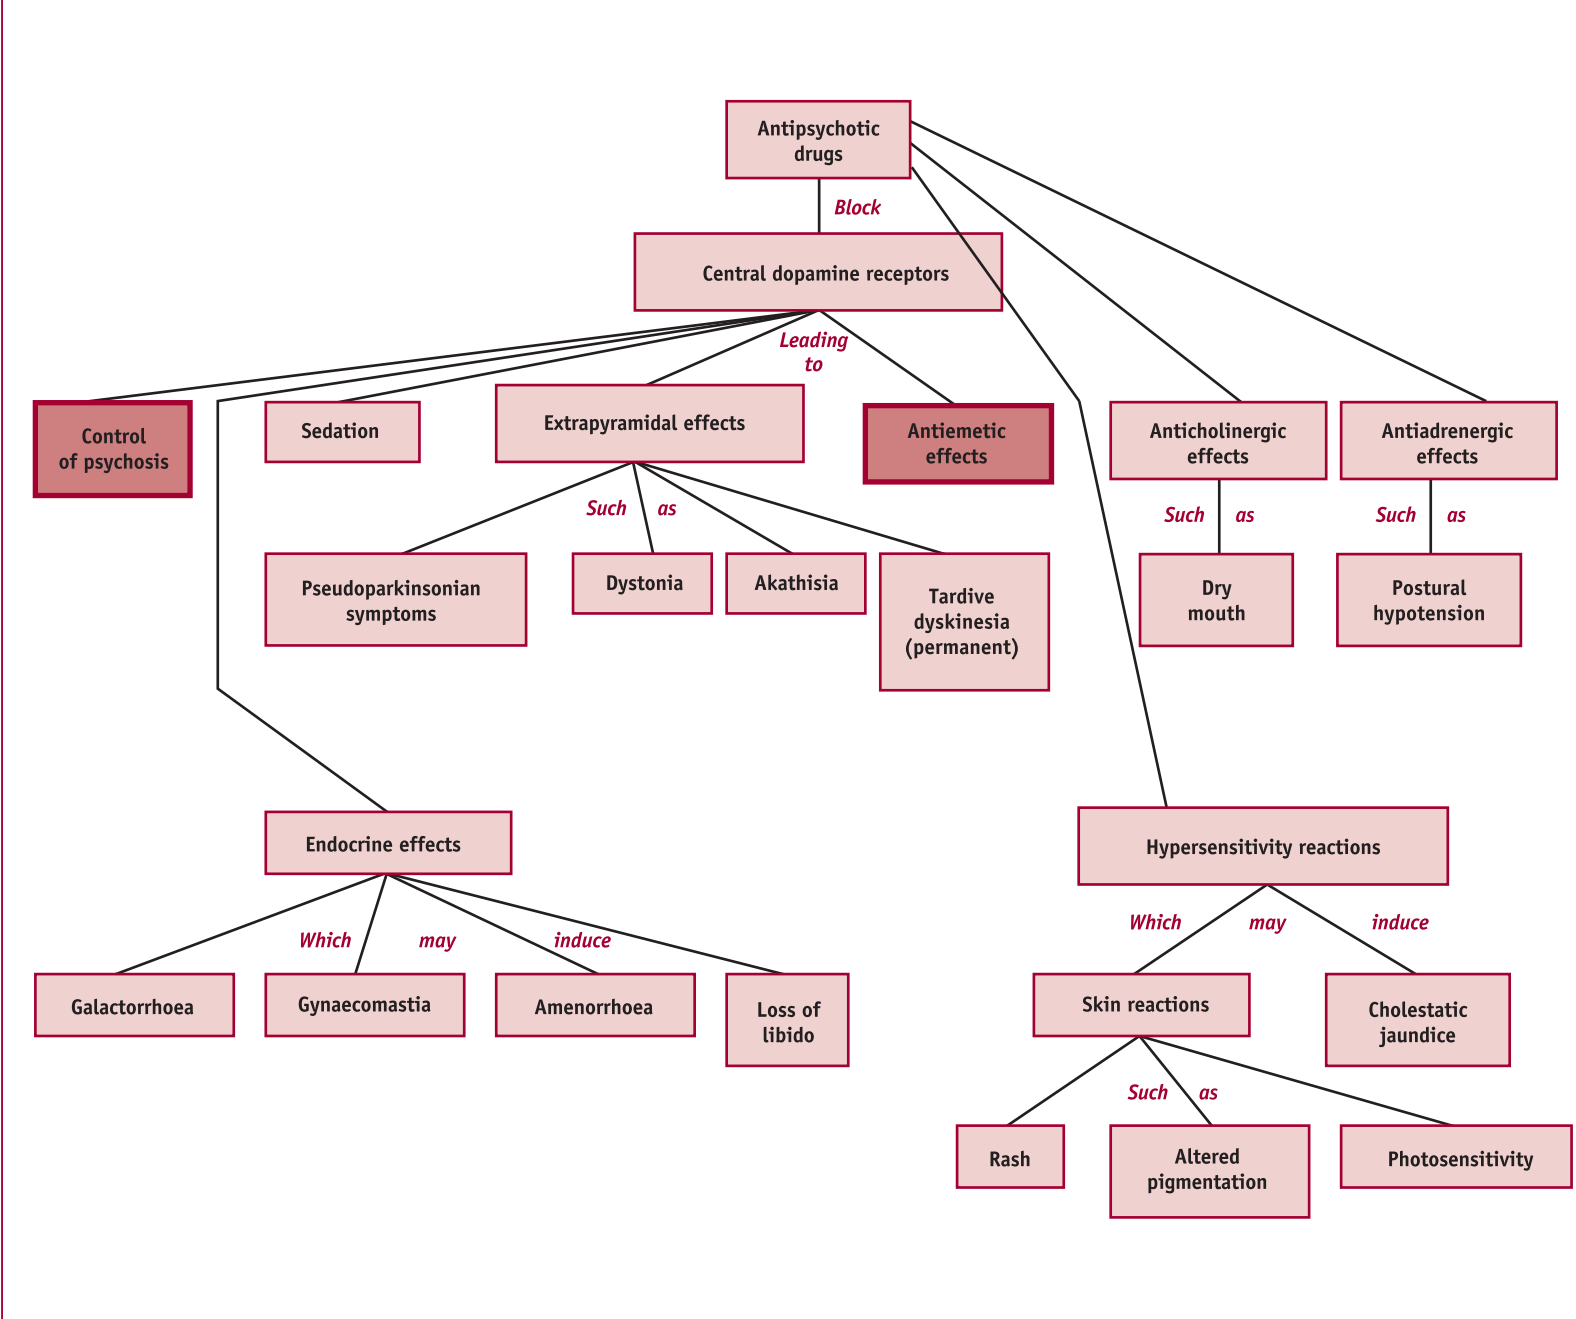 Antipsychotic
drugs
Block
Central dopamine receptors
Leading
to
Control
of psychosis
Sedation
Extrapyramidal effects
Antiemetic
effects
Anticholinergic
effects
Antiadrenergic
effects
Such as
Such as
Such as
Pseudoparkinsonian
symptoms
Dystonia
Akathisia
Tardive
dyskinesia
(permanent)
Dry
mouth
Postural
hypotension
Endocrine effects
Hypersensitivity reactions
Which may induce
Which may induce
Galactorrhoea
Gynaecomastia
Amenorrhoea
Loss of
libido
Skin reactions
Cholestatic
jaundice
Such as
Rash
Altered
pigmentation
Photosensitivity